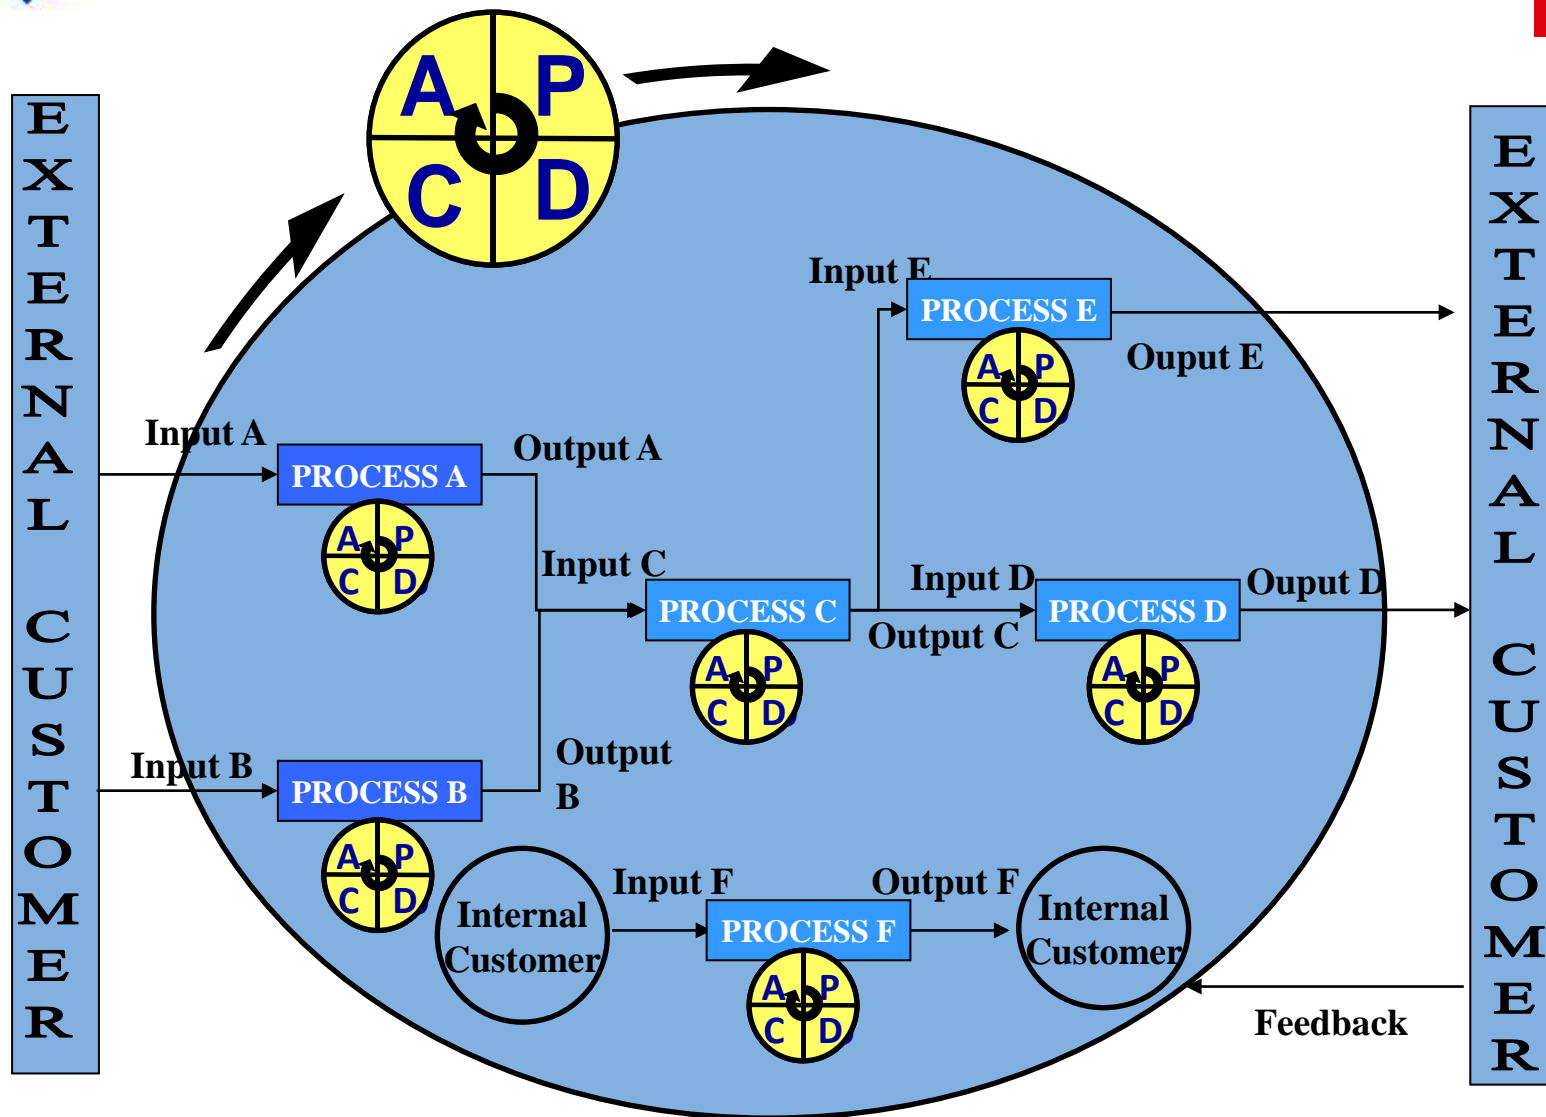 A P
C D
EXTERNAL CUSTOMER
EXTERNAL CUSTOMER
Input E
PROCESS E
A P
C D
Ouput E
Input A
PROCESS A
Output A
A P
C D
Input C
PROCESS C
A P
C D
Output C
Input D
PROCESS D
Ouput D
A P
C D
Input B
PROCESS B
Output
B
A P
C D
Internal
Customer
Input F
PROCESS F
Output F
A P
C D
Internal
Customer
Feedback